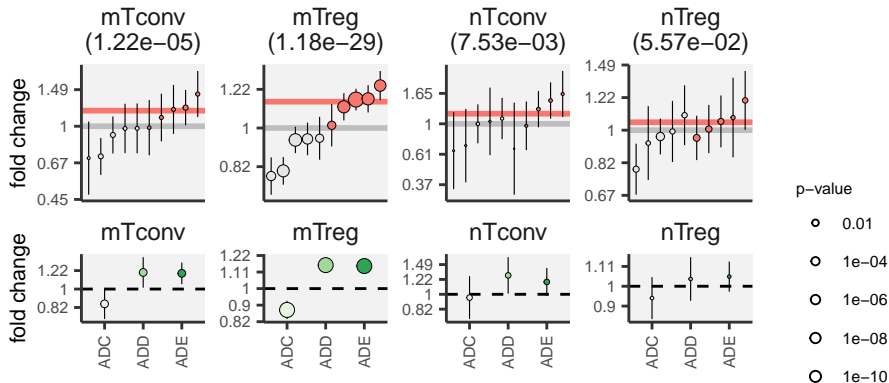 mTconv mTreg nTconv nTreg
(1.22e−05) (1.18e−29) (7.53e−03) (5.57e−02)
fold change
1.49
1
0.67
0.45
1.22
1
0.82
1.65
1
0.61
0.37
1.49
1.22
1
0.82
0.67
mTconv mTreg nTconv nTreg
fold change
1.22
1
0.82
1.22
1.11
1
0.9
0.82
1.49
1.22
1
0.82
1.11
1
0.9
ADC ADD ADE ADC ADD ADE ADC ADD ADE ADC ADD ADE
p−value
0.01
1e−04
1e−06
1e−08
1e−10